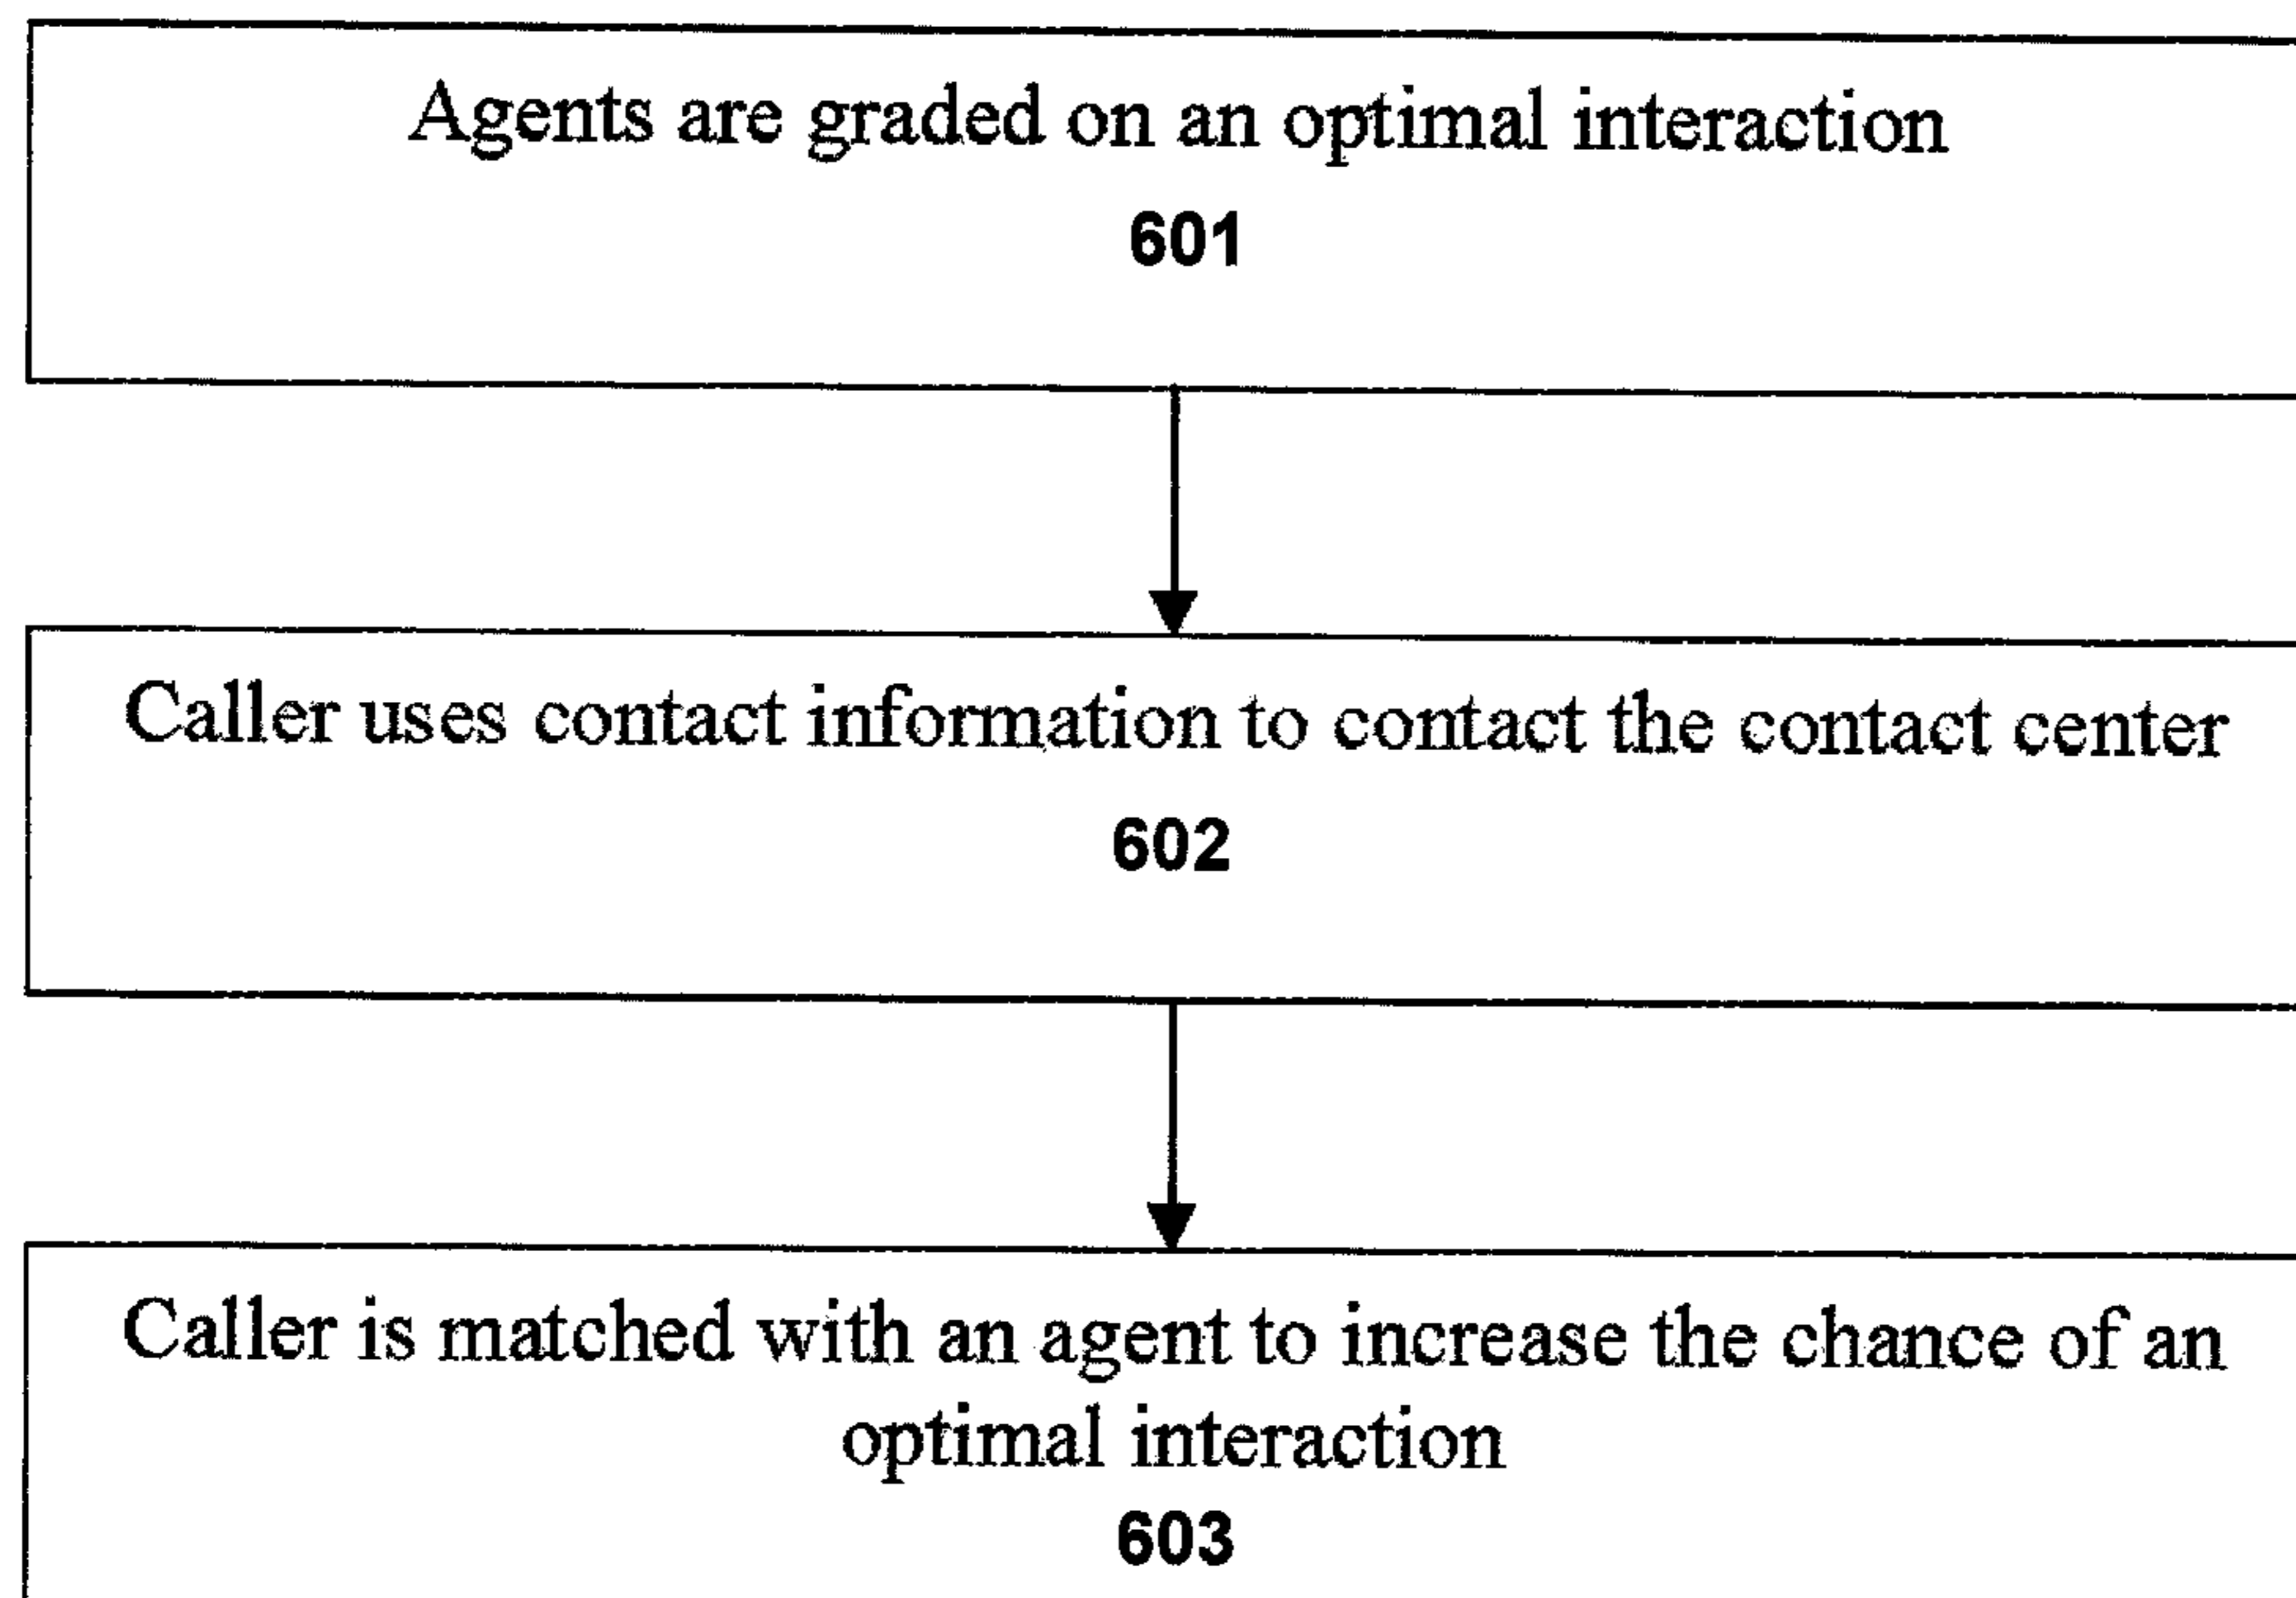 Agents are graded on an optimal interaction
601
Caller uses contact information to contact the contact center
602
Caller is matched with an agent to increase the chance of an
optimal interaction
603